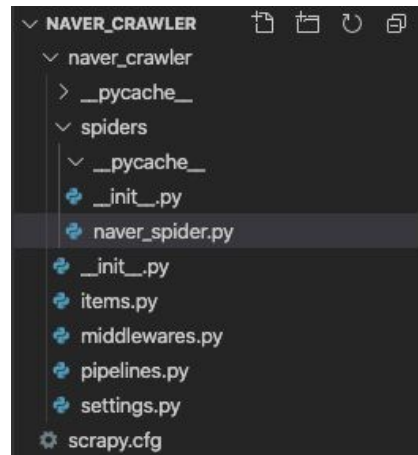 NAVER_CRAWLER
naver_crawler
__pycache__
spiders
__pycache__
__init__.py
naver_spider.py
__init__.py
items.py
middlewares.py
pipelines.py
settings.py
scrapy.cfg